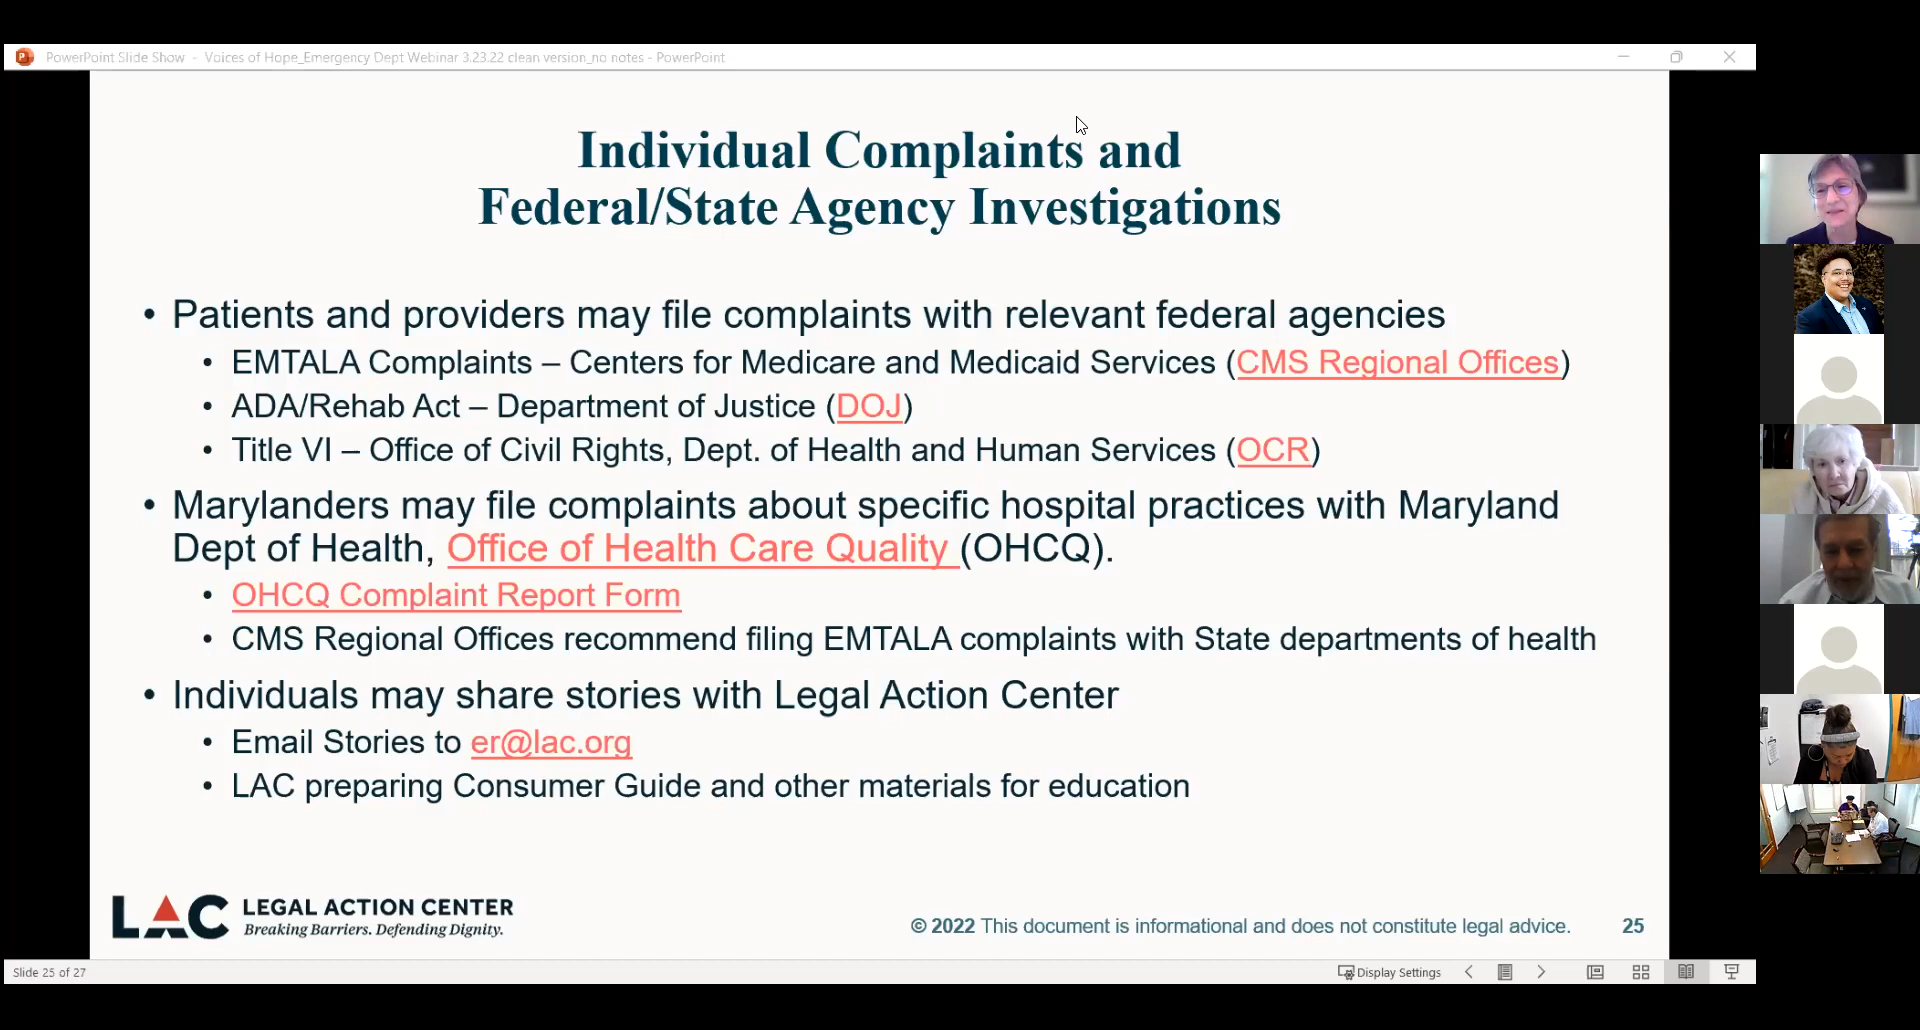 PowerPoint Slide Show - Voices of Hope_Emergency Dept Webinar 3.23.22 clean version_no notes - PowerPoint
Individual Complaints and
Federal/State Agency Investigations
• Patients and providers may file complaints with relevant federal agencies
• EMTALA Complaints – Centers for Medicare and Medicaid Services (CMS Regional Offices)
• ADA/Rehab Act – Department of Justice (DOJ)
• Title VI – Office of Civil Rights, Dept. of Health and Human Services (OCR)
• Marylanders may file complaints about specific hospital practices with Maryland
Dept of Health, Office of Health Care Quality (OHCQ).
• OHCQ Complaint Report Form
• CMS Regional Offices recommend filing EMTALA complaints with State departments of health
• Individuals may share stories with Legal Action Center
• Email Stories to er@lac.org
• LAC preparing Consumer Guide and other materials for education
LAC LEGAL ACTION CENTER
Breaking Barriers. Defending Dignity.
© 2022 This document is informational and does not constitute legal advice. 25
Slide 25 of 27
Display Settings